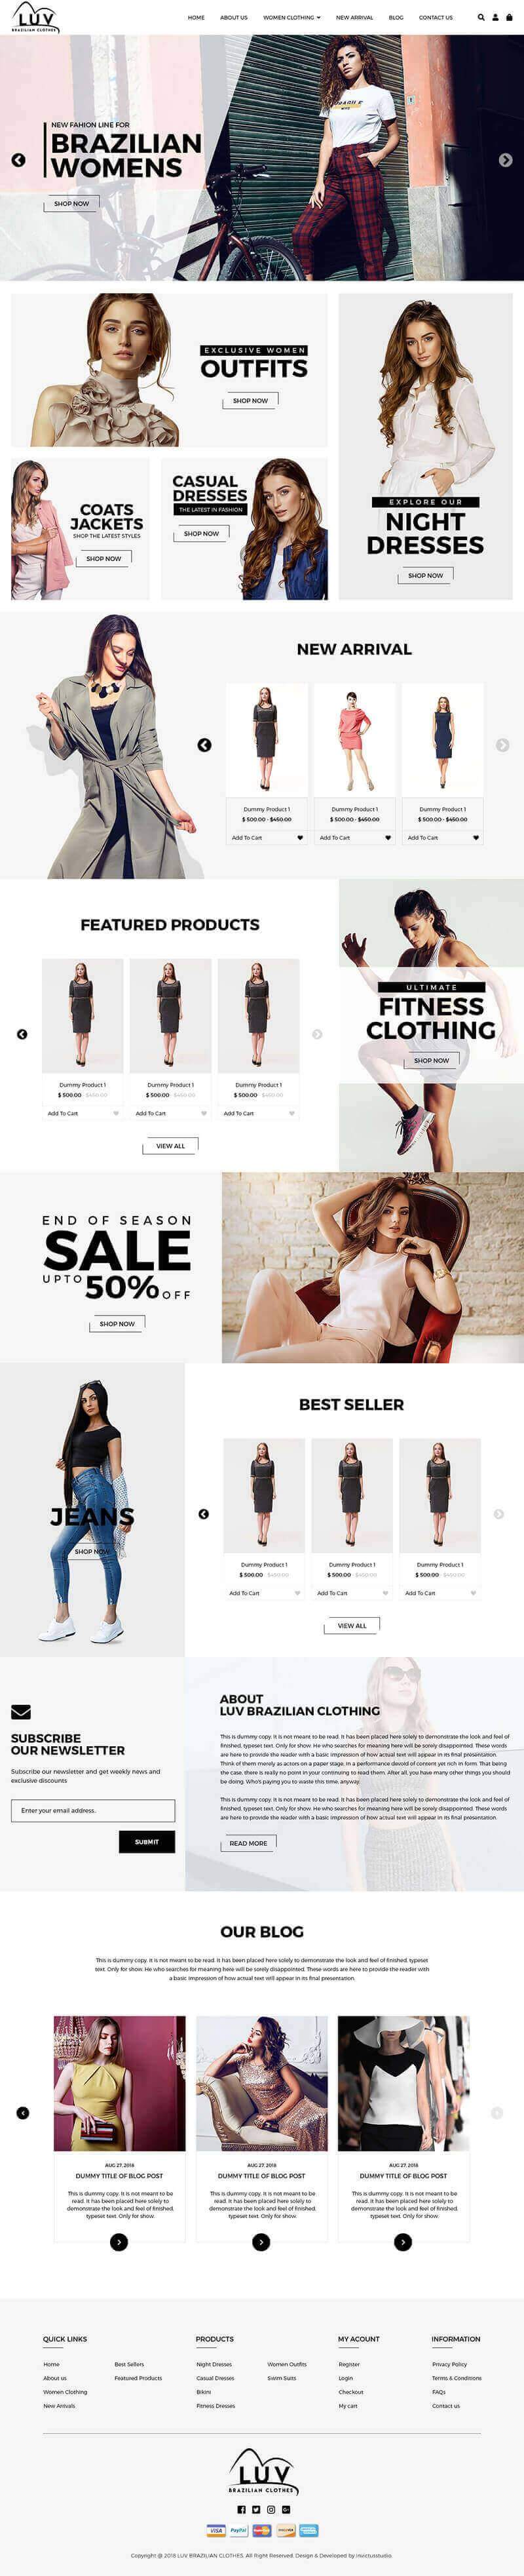 LUV
BRAZILIAN CLOTHES
HOME ABOUT US WOMEN CLOTHING NEW ARRIVAL BLOG CONTACT US
NEW FAHION LINE FOR
BRAZILIAN
WOMENS
SHOP NOW
EXCLUSIVE WOMEN
OUTFITS
SHOP NOW
COATS
JACKETS
SHOP THE LATEST STYLES
SHOP NOW
CASUAL
DRESSES
THE LATEST IN FASHION
SHOP NOW
EXPLORE OUR
NIGHT
DRESSES
SHOP NOW
NEW ARRIVAL
Dummy Product 1 Dummy Product 1 Dummy Product 1
$ 500.00 - $450.00 $ 500.00 - $450.00 $ 500.00 - $450.00
Add To Cart Add To Cart Add To Cart
FEATURED PRODUCTS
Dummy Product 1 Dummy Product 1 Dummy Product 1
$ 500.00 - $450.00 $ 500.00 - $450.00 $ 500.00 - $450.00
Add To Cart Add To Cart Add To Cart
VIEW ALL
ULTIMATE
FITNESS
CLOTHING
SHOP NOW
END OF SEASON
SALE
UPTO 50% OFF
SHOP NOW
JEANS
SHOP NOW
BEST SELLER
Dummy Product 1 Dummy Product 1 Dummy Product 1
$ 500.00 - $450.00 $ 500.00 - $450.00 $ 500.00 - $450.00
Add To Cart Add To Cart Add To Cart
VIEW ALL
SUBSCRIBE
OUR NEWSLETTER
Subscribe our newsletter and get weekly news and
exclusive discounts
Enter your email address.
SUBMIT
ABOUT
LUV BRAZILIAN CLOTHING
This is dummy copy. It is not meant to be read. It has been placed here solely to demonstrate the look and feel of
finished, typeset text. Only for show. He who searches for meaning here will be sorely disappointed. These words
are here to provide the reader with a basic impression of how actual text will appear in its final presentation.
Think of them merely as actors on a paper stage, in a performance devoid of content yet rich in form. That being
the case, there is really no point in your continuing to read them. After all, you have many other things you should
be doing. Who's paying you to waste this time, anyway.
This is dummy copy. It is not meant to be read. It has been placed here solely to demonstrate the look and feel of
finished, typeset text. Only for show. He who searches for meaning here will be sorely disappointed. These words
are here to provide the reader with a basic impression of how actual text will appear in its final presentation.
READ MORE
OUR BLOG
This is dummy copy. It is not meant to be read. It has been placed here solely to demonstrate the look and feel of finished, typeset
text. Only for show. He who searches for meaning here will be sorely disappointed. These words are here to provide the reader with
a basic impression of how actual text will appear in its final presentation.
AUG 27, 2018 AUG 27, 2018 AUG 27, 2018
DUMMY TITLE OF BLOG POST DUMMY TITLE OF BLOG POST DUMMY TITLE OF BLOG POST
This is dummy copy. It is not meant to be This is dummy copy. It is not meant to be This is dummy copy. It is not meant to be
read. It has been placed here solely to read. It has been placed here solely to read. It has been placed here solely to
demonstrate the look and feel of finished, demonstrate the look and feel of finished, demonstrate the look and feel of finished,
typeset text. Only for show. typeset text. Only for show. typeset text. Only for show.
QUICK LINKS PRODUCTS MY ACOUNT INFORMATION
Home Best Sellers Night Dresses Women Outfits Register Privacy Policy
About us Featured Products Casual Dresses Swim Suits Login Terms & Conditions
Women Clothing Bikini Checkout FAQs
New Arrivals Fitness Dresses My cart Contact us
LUV
BRAZILIAN CLOTHES
VISA PayPal
Copyright @ 2018 LUV BRAZILIAN CLOTHES. All Right Reserved. Design & Developed by invictusstudio